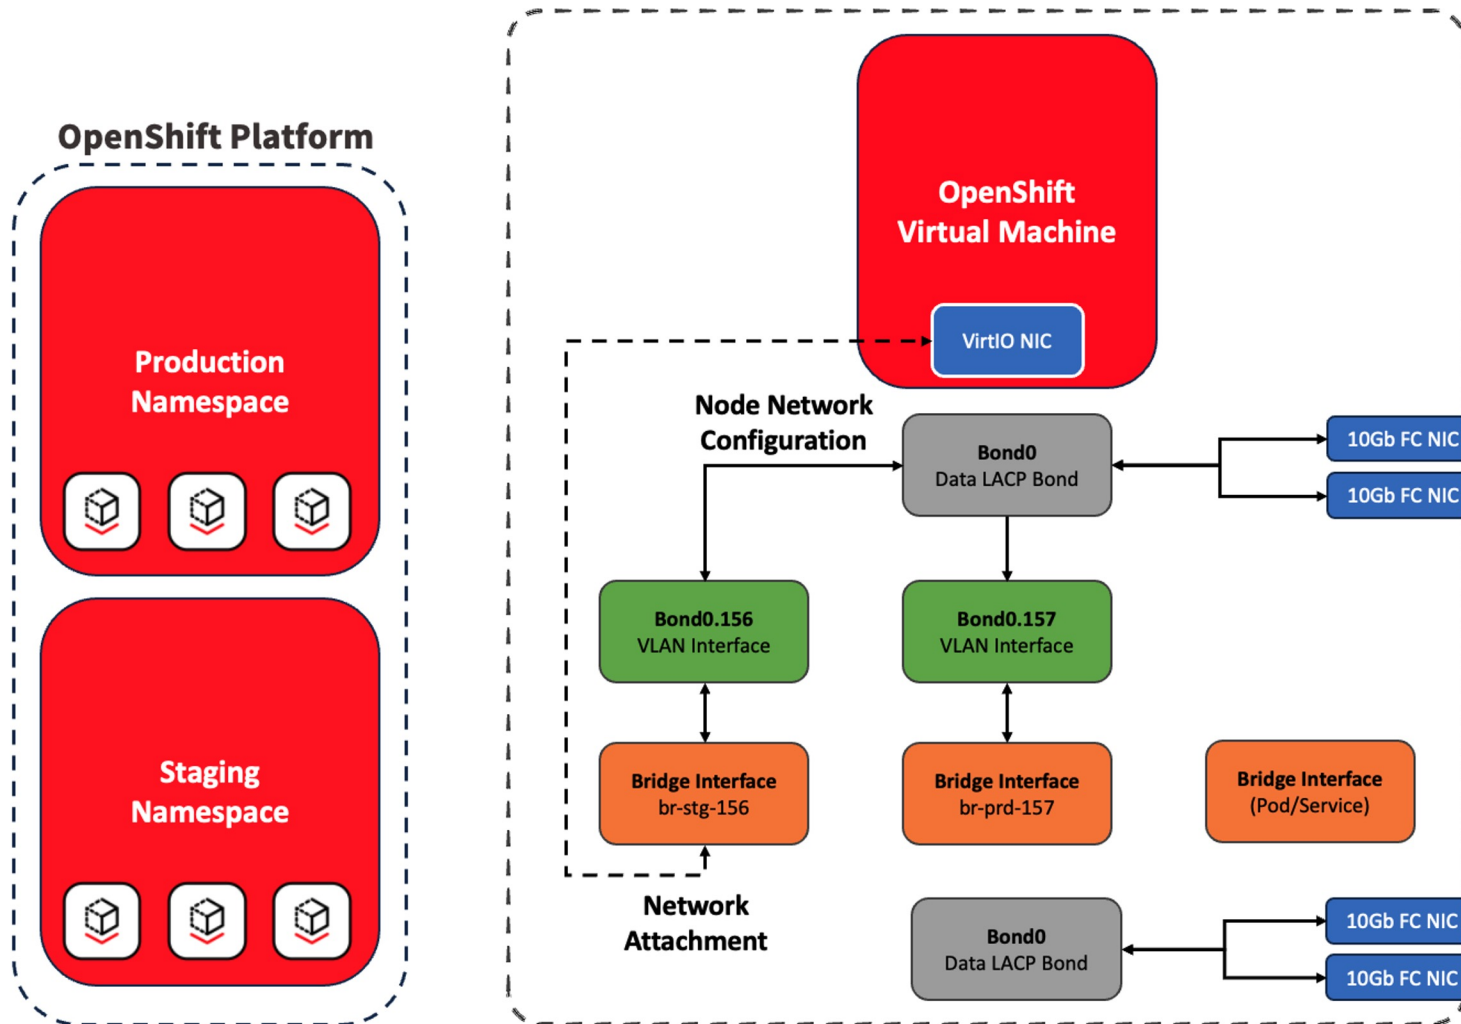 OpenShift Platform
Production
Namespace
Staging
Namespace
OpenShift
Virtual Machine
VirtIO NIC
Node Network
Configuration
Bond0
Data LACP Bond
10Gb FC NIC
10Gb FC NIC
Bond0.156
VLAN Interface
Bond0.157
VLAN Interface
Bridge Interface
br-stg-156
Bridge Interface
br-prd-157
Bridge Interface
(Pod/Service)
Network
Attachment
Bond0
Data LACP Bond
10Gb FC NIC
10Gb FC NIC